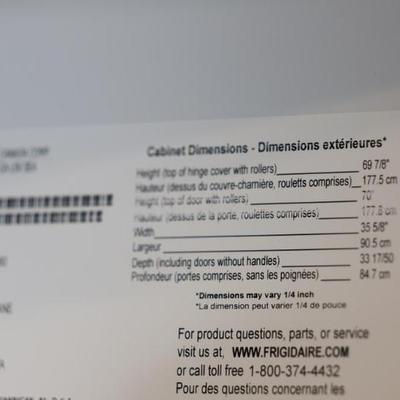 Cabinet Dimensions - Dimensions extérieures*
Height (top of hinge cover with rollers) 69 7/8"
Hauteur (dessus du couvre-charnière, roulettes comprises) 177.5 cm
Height (top of door with rollers) 70"
Hauteur (dessus de la porte, roulettes comprises) 177.8 cm
Width 35 5/8"
Largeur 90.5 cm
Depth (including doors without handles) 33 17/50
Profondeur (portes comprises, sans les poignées) 84.7 cm
*Dimensions may vary 1/4 inch
*La dimension peut varier 1/4 de pouce
For product questions, parts, or service
visit us at, WWW.FRIGIDAIRE.COM
or call toll free 1-800-374-4432
Pour des questions concernant les